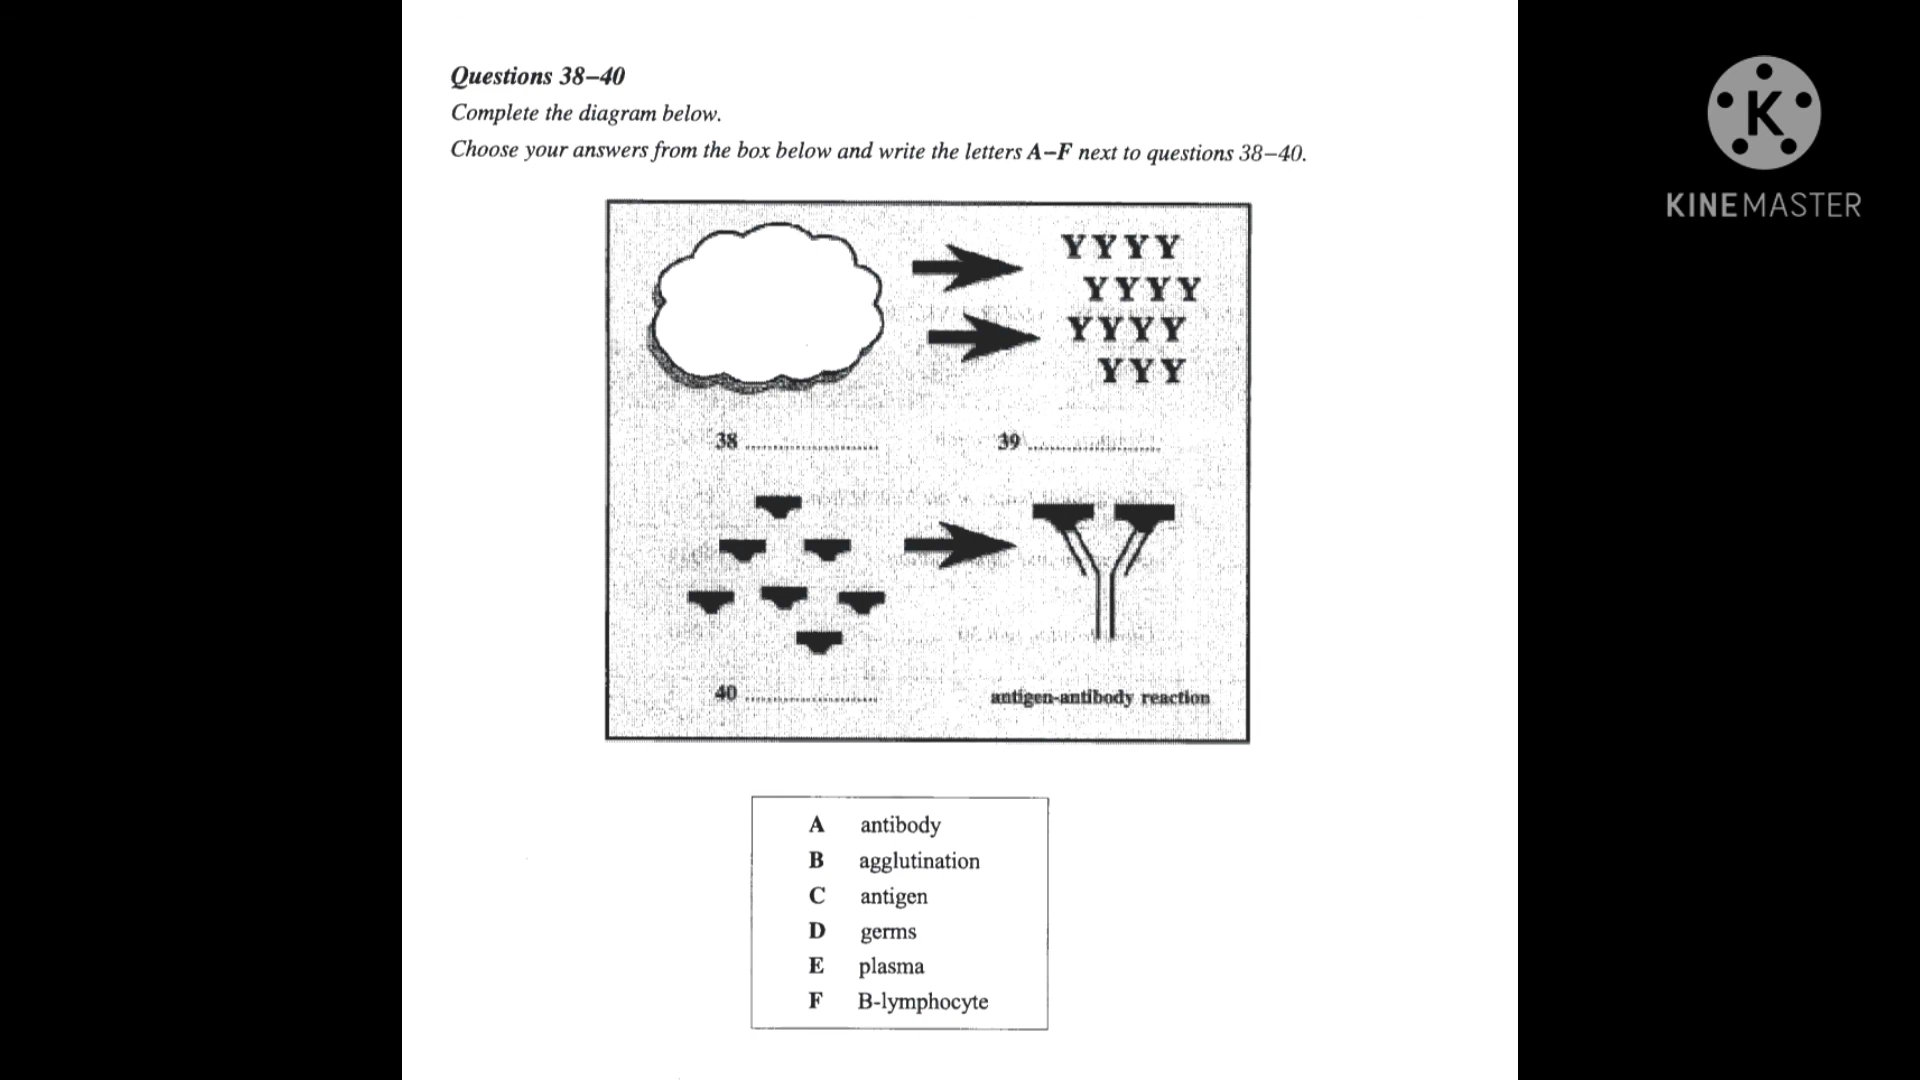 Questions 38–40
Complete the diagram below.
Choose your answers from the box below and write the letters A–F next to questions 38–40.
K
KINEMASTER
YYYY
YYYY
YYYY
YYY
38 ........................
39 ........................
40 ........................
antigen-antibody reaction
A antibody
B agglutination
C antigen
D germs
E plasma
F B-lymphocyte